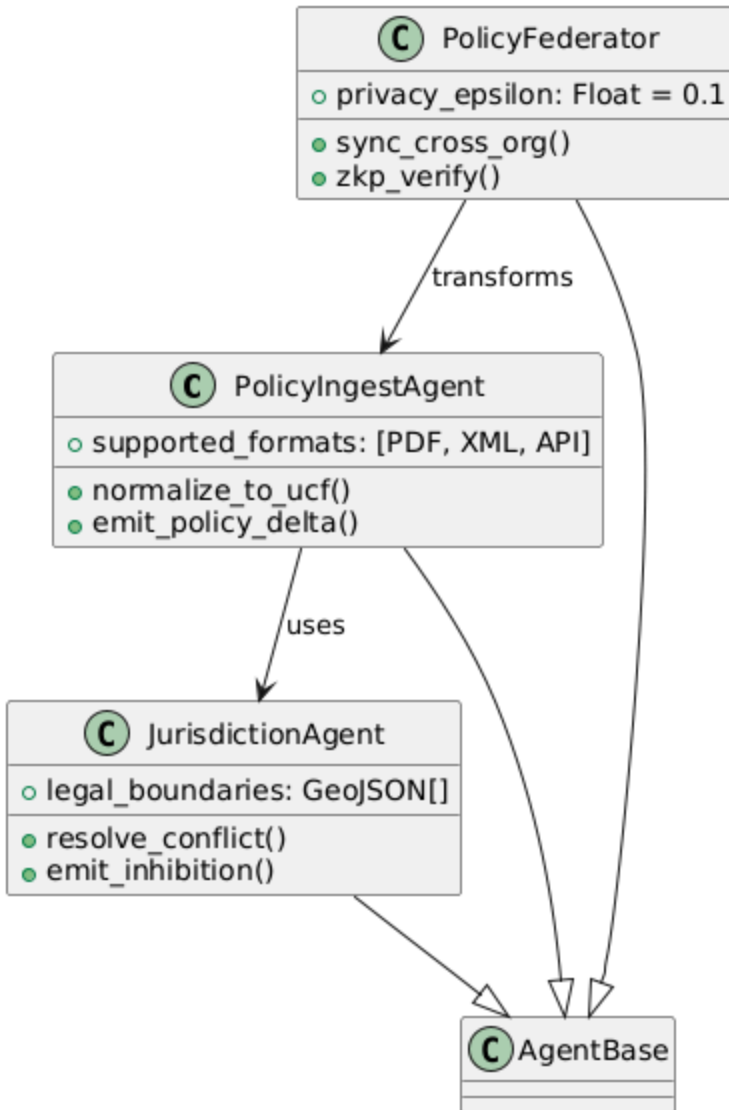 C PolicyFederator
privacy_epsilon: Float = 0.1
sync_cross_org()
zkp_verify()
transforms
C PolicyIngestAgent
supported_formats: [PDF, XML, API]
normalize_to_ucf()
emit_policy_delta()
uses
C JurisdictionAgent
legal_boundaries: GeoJSON[]
resolve_conflict()
emit_inhibition()
C AgentBase